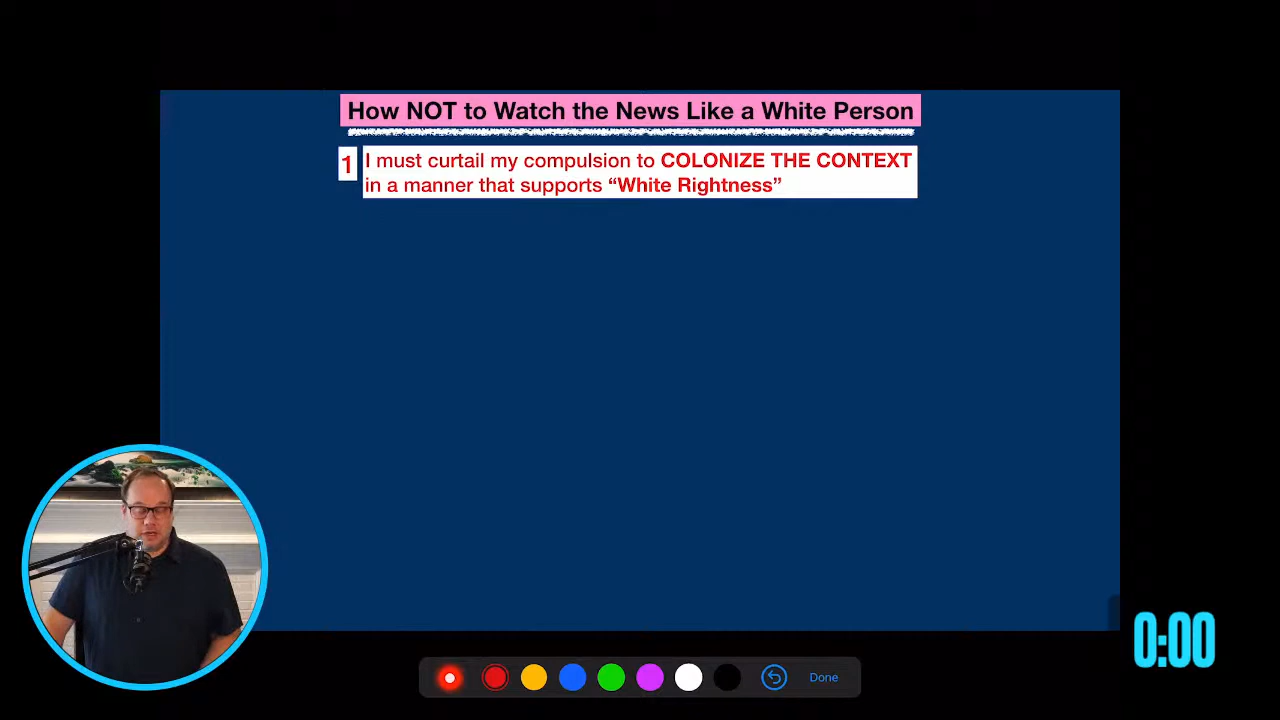 How NOT to Watch the News Like a White Person
1
I must curtail my compulsion to COLONIZE THE CONTEXT
in a manner that supports “White Rightness”
0:00
Done